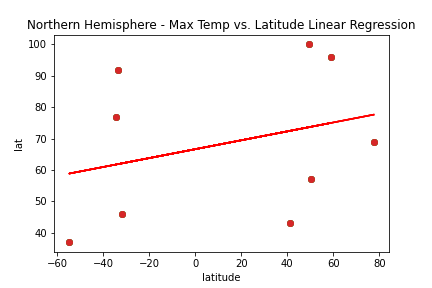 Northern Hemisphere - Max Temp vs. Latitude Linear Regression
100
90
80
70
60
50
40
lat
−60 −40 −20 0 20 40 60 80
latitude